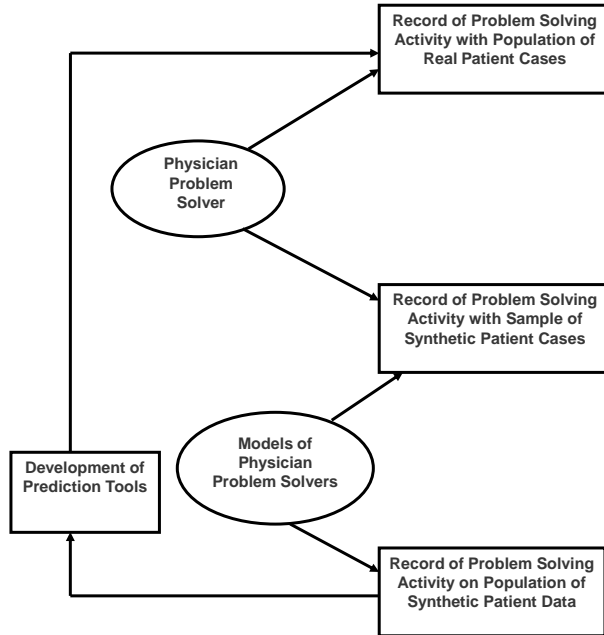 Record of Problem Solving
Activity with Population of
Real Patient Cases
Physician
Problem
Solver
Record of Problem Solving
Activity with Sample of
Synthetic Patient Cases
Models of
Physician
Problem Solvers
Development of
Prediction Tools
Record of Problem Solving
Activity on Population of
Synthetic Patient Data